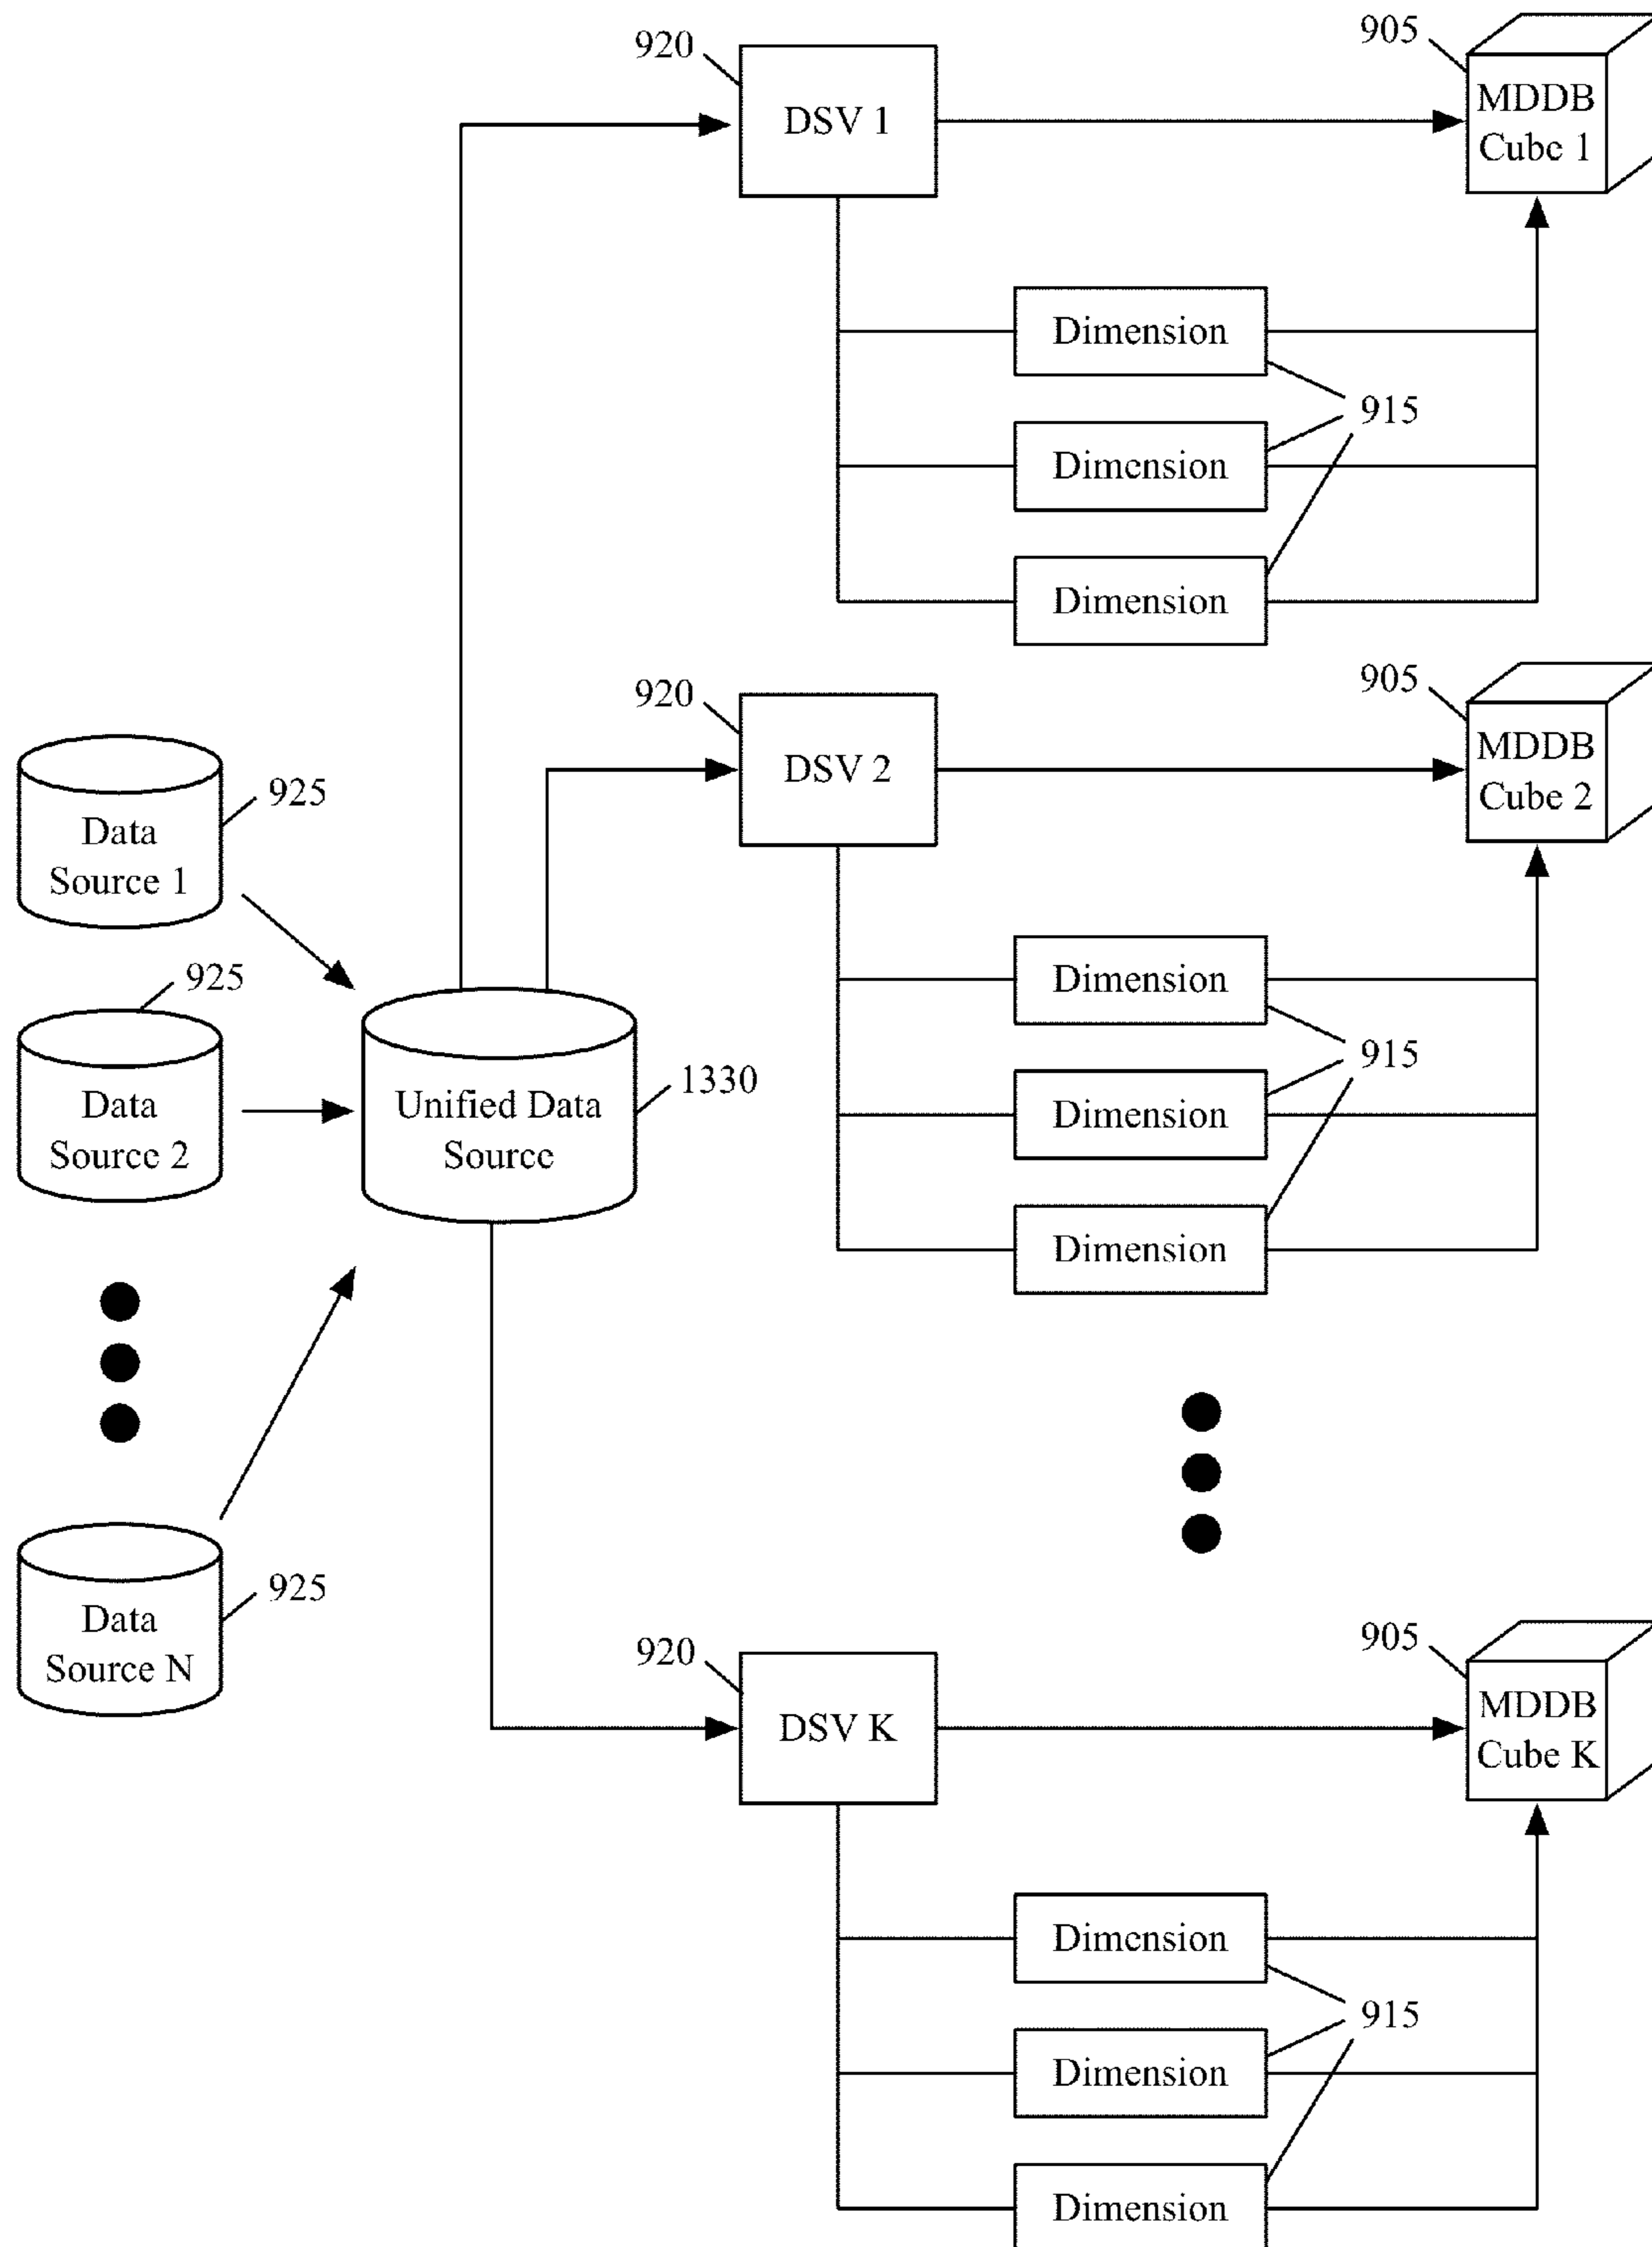 920
DSV 1
905
MDDB
Cube 1
Dimension
915
Dimension
Dimension
920
DSV 2
905
MDDB
Cube 2
Dimension
915
Dimension
Dimension
925
Data
Source 1
925
Data
Source 2
Unified Data
Source
1330
925
Data
Source N
920
DSV K
905
MDDB
Cube K
Dimension
915
Dimension
Dimension